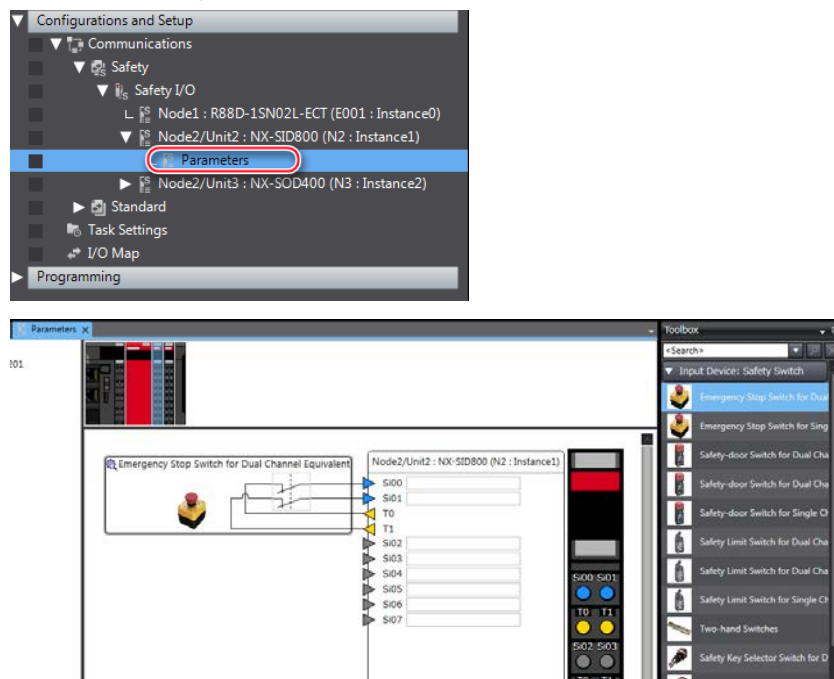 Configurations and Setup
Communications
Safety
Safety I/O
Node1 : R88D-1SN02L-ECT (E001 : Instance0)
Node2/Unit2 : NX-SID800 (N2 : Instance1)
Parameters
Node2/Unit3 : NX-SOD400 (N3 : Instance2)
Standard
Task Settings
I/O Map
Programming
Parameters X
Toolbox
<Search>
201
Input Device: Safety Switch
Emergency Stop Switch for Dual
Emergency Stop Switch for Sing
Safety-door Switch for Dual Cha
Safety-door Switch for Dual Cha
Safety-door Switch for Single Ch
Safety Limit Switch for Dual Cha
Safety Limit Switch for Dual Cha
Safety Limit Switch for Single Ch
Two-hand Switches
Safety Key Selector Switch for D
Emergency Stop Switch for Dual Channel Equivalent
Node2/Unit2 : NX-SID800 (N2 : Instance1)
Si00
Si01
T0
T1
Si02
Si03
Si04
Si05
Si06
Si07
Si00 Si01
T0 T1
Si02 Si03
T0 T1